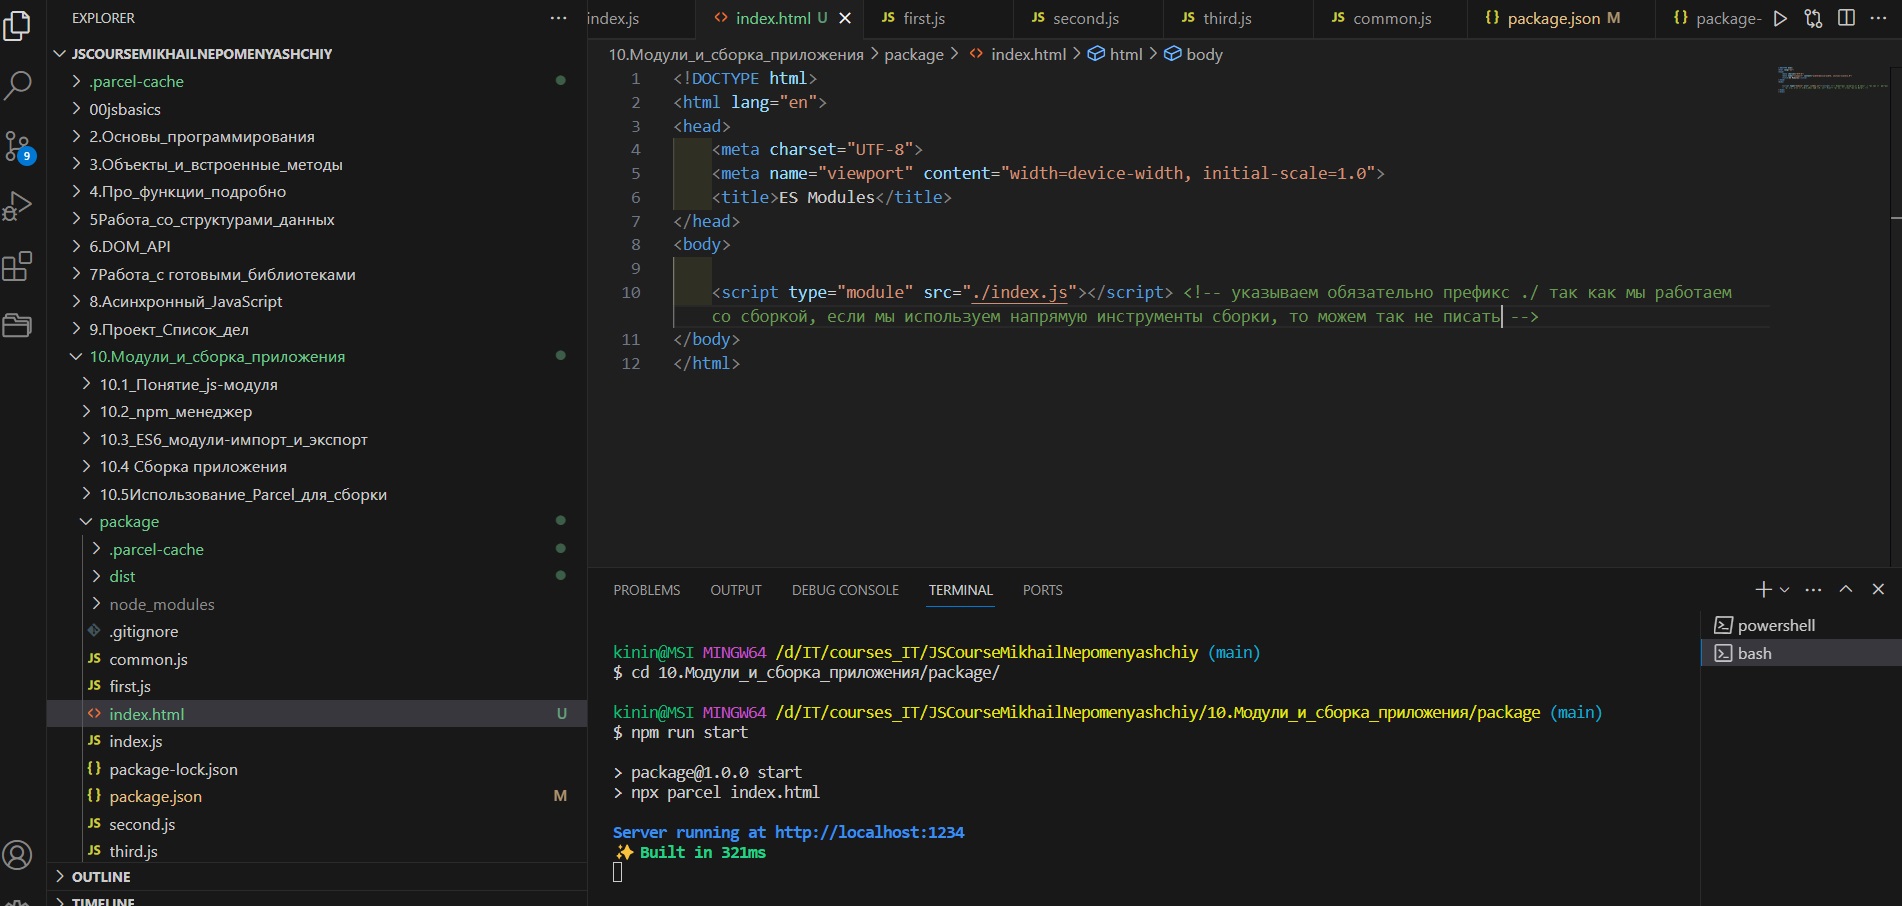 EXPLORER
JSCOURSEMIKHAILNEPOMENYASHCHIY
.parcel-cache
00jsbasics
2.Основы_программирования
3.Объекты_и_встроенные_методы
4.Про_функции_подробно
5Работа_со_структурами_данных
6.DOM_API
7Работа_с готовыми_библиотеками
8.Асинхронный_JavaScript
9.Проект_Список_дел
10.Модули_и_сборка_приложения
10.1_Понятие_js-модуля
10.2_npm_менеджер
10.3_ES6_модули-импорт_и_экспорт
10.4 Сборка приложения
10.5Использование_Parcel_для_сборки
package
.parcel-cache
dist
node_modules
.gitignore
JS common.js
JS first.js
<> index.html U
JS index.js
{} package-lock.json
{} package.json M
JS second.js
JS third.js
OUTLINE
TIMELINE
9
index.js <> index.html U JS first.js JS second.js JS third.js JS common.js {} package.json M {} package-
10.Модули_и_сборка_приложения > package > <> index.html > html > body
1 <!DOCTYPE html>
2 <html lang="en">
3 <head>
4 <meta charset="UTF-8">
5 <meta name="viewport" content="width=device-width, initial-scale=1.0">
6 <title>ES Modules</title>
7 </head>
8 <body>
9
10 <script type="module" src="./index.js"></script> <!-- указываем обязательно префикс ./ так как мы работаем
со сборкой, если мы используем напрямую инструменты сборки, то можем так не писать -->
11 </body>
12 </html>
PROBLEMS OUTPUT DEBUG CONSOLE TERMINAL PORTS
kinin@MSI MINGW64 /d/IT/courses_IT/JSCourseMikhailNepomenyashchiy (main)
$ cd 10.Модули_и_сборка_приложения/package/
kinin@MSI MINGW64 /d/IT/courses_IT/JSCourseMikhailNepomenyashchiy/10.Модули_и_сборка_приложения/package (main)
$ npm run start
> package@1.0.0 start
> npx parcel index.html
Server running at http://localhost:1234
✨ Built in 321ms
powershell
bash